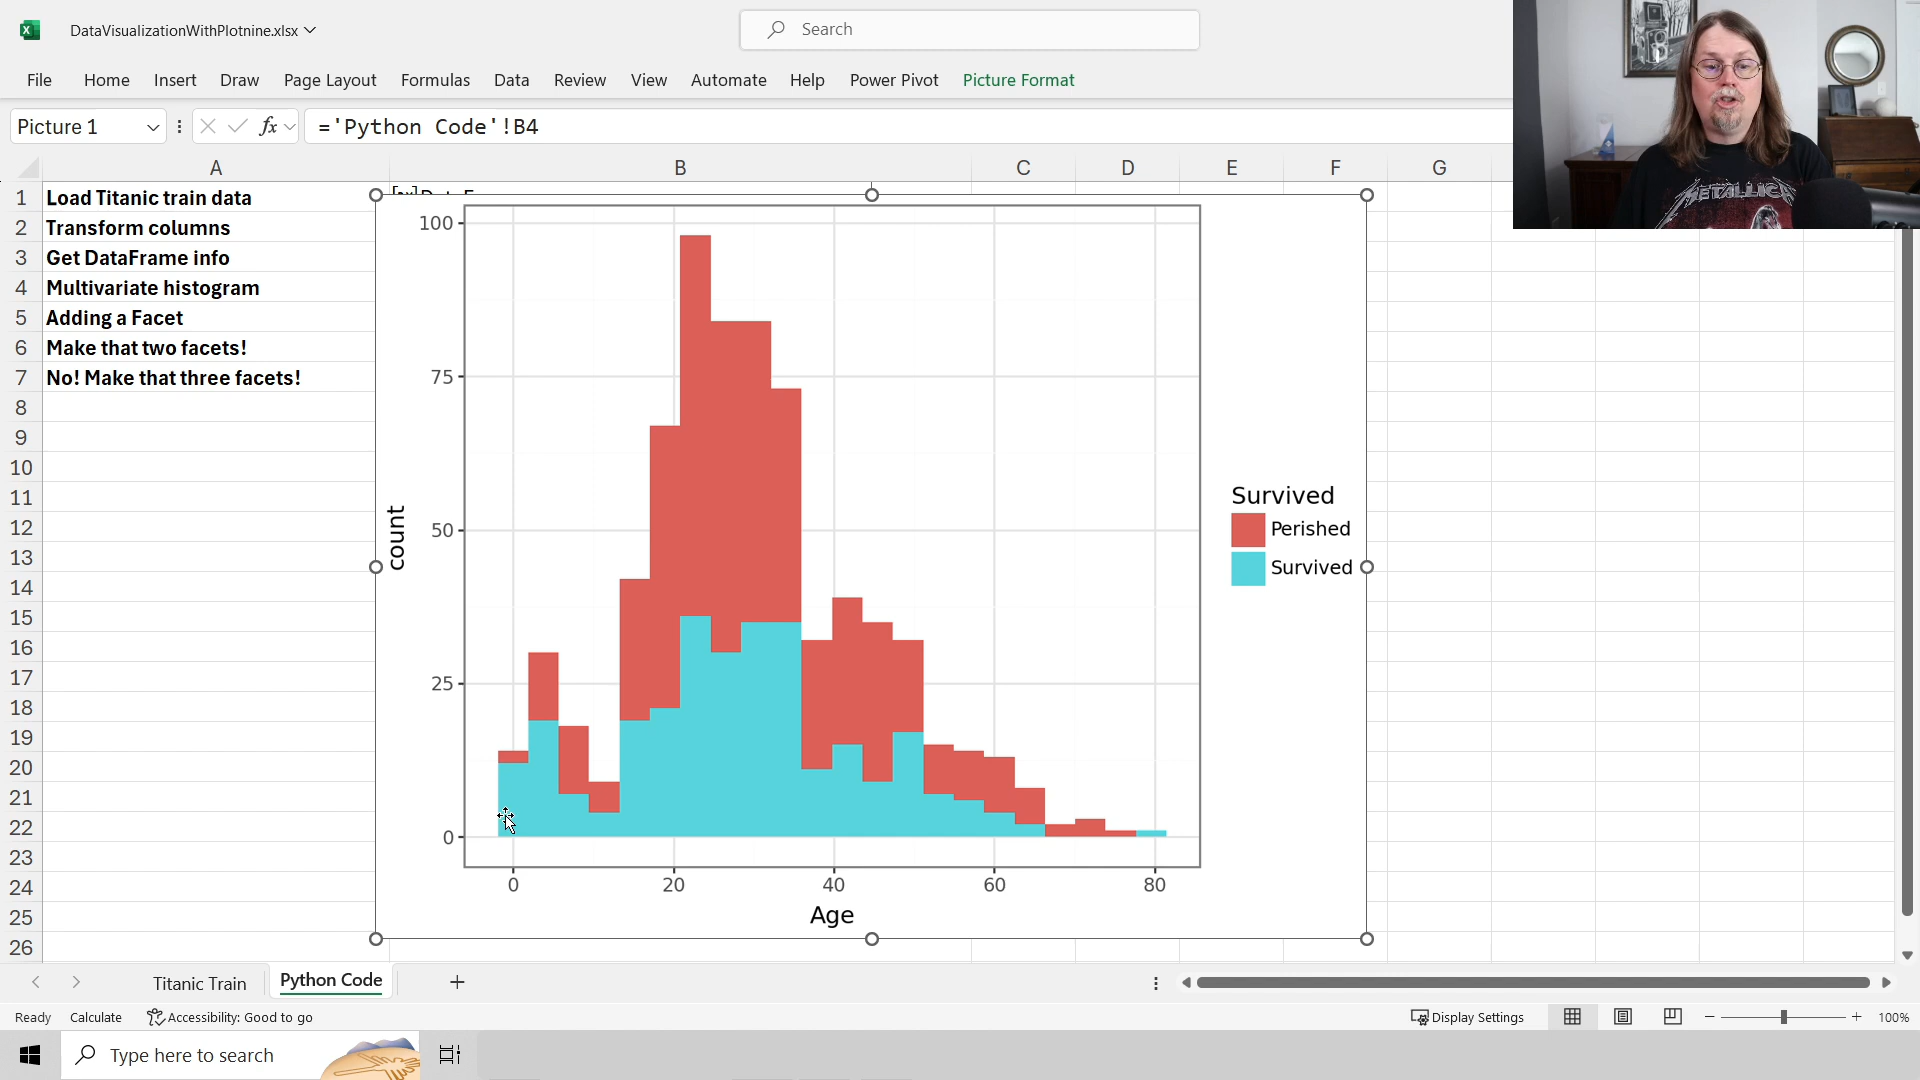 DataVisualizationWithPlotnine.xlsx
Search
File Home Insert Draw Page Layout Formulas Data Review View Automate Help Power Pivot Picture Format
Picture 1
fx
='Python Code'!B4
A B C D E F G
1 Load Titanic train data
2 Transform columns
3 Get DataFrame info
4 Multivariate histogram
5 Adding a Facet
6 Make that two facets!
7 No! Make that three facets!
8
9
10
11
12
13
14
15
16
17
18
19
20
21
22
23
24
25
26
100
75
50
25
0
count
0 20 40 60 80
Age
Survived
Perished
Survived
METALLICA
Titanic Train Python Code
Ready Calculate Accessibility: Good to go Display Settings 100%
Type here to search